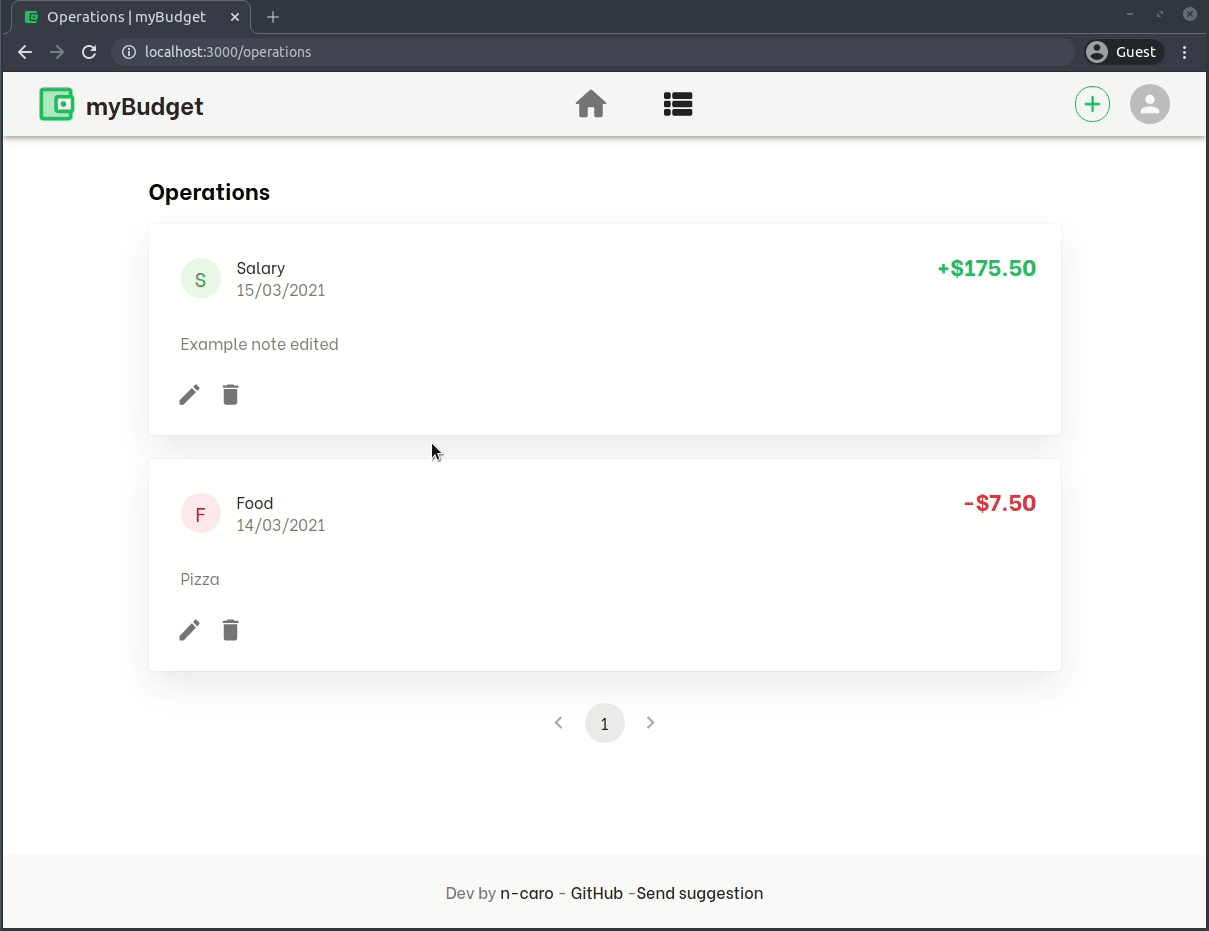 Operations | myBudget
localhost:3000/operations
Guest
myBudget
Operations
S
Salary
15/03/2021
+$175.50
Example note edited
F
Food
14/03/2021
-$7.50
Pizza
1
Dev by n-caro - GitHub -Send suggestion